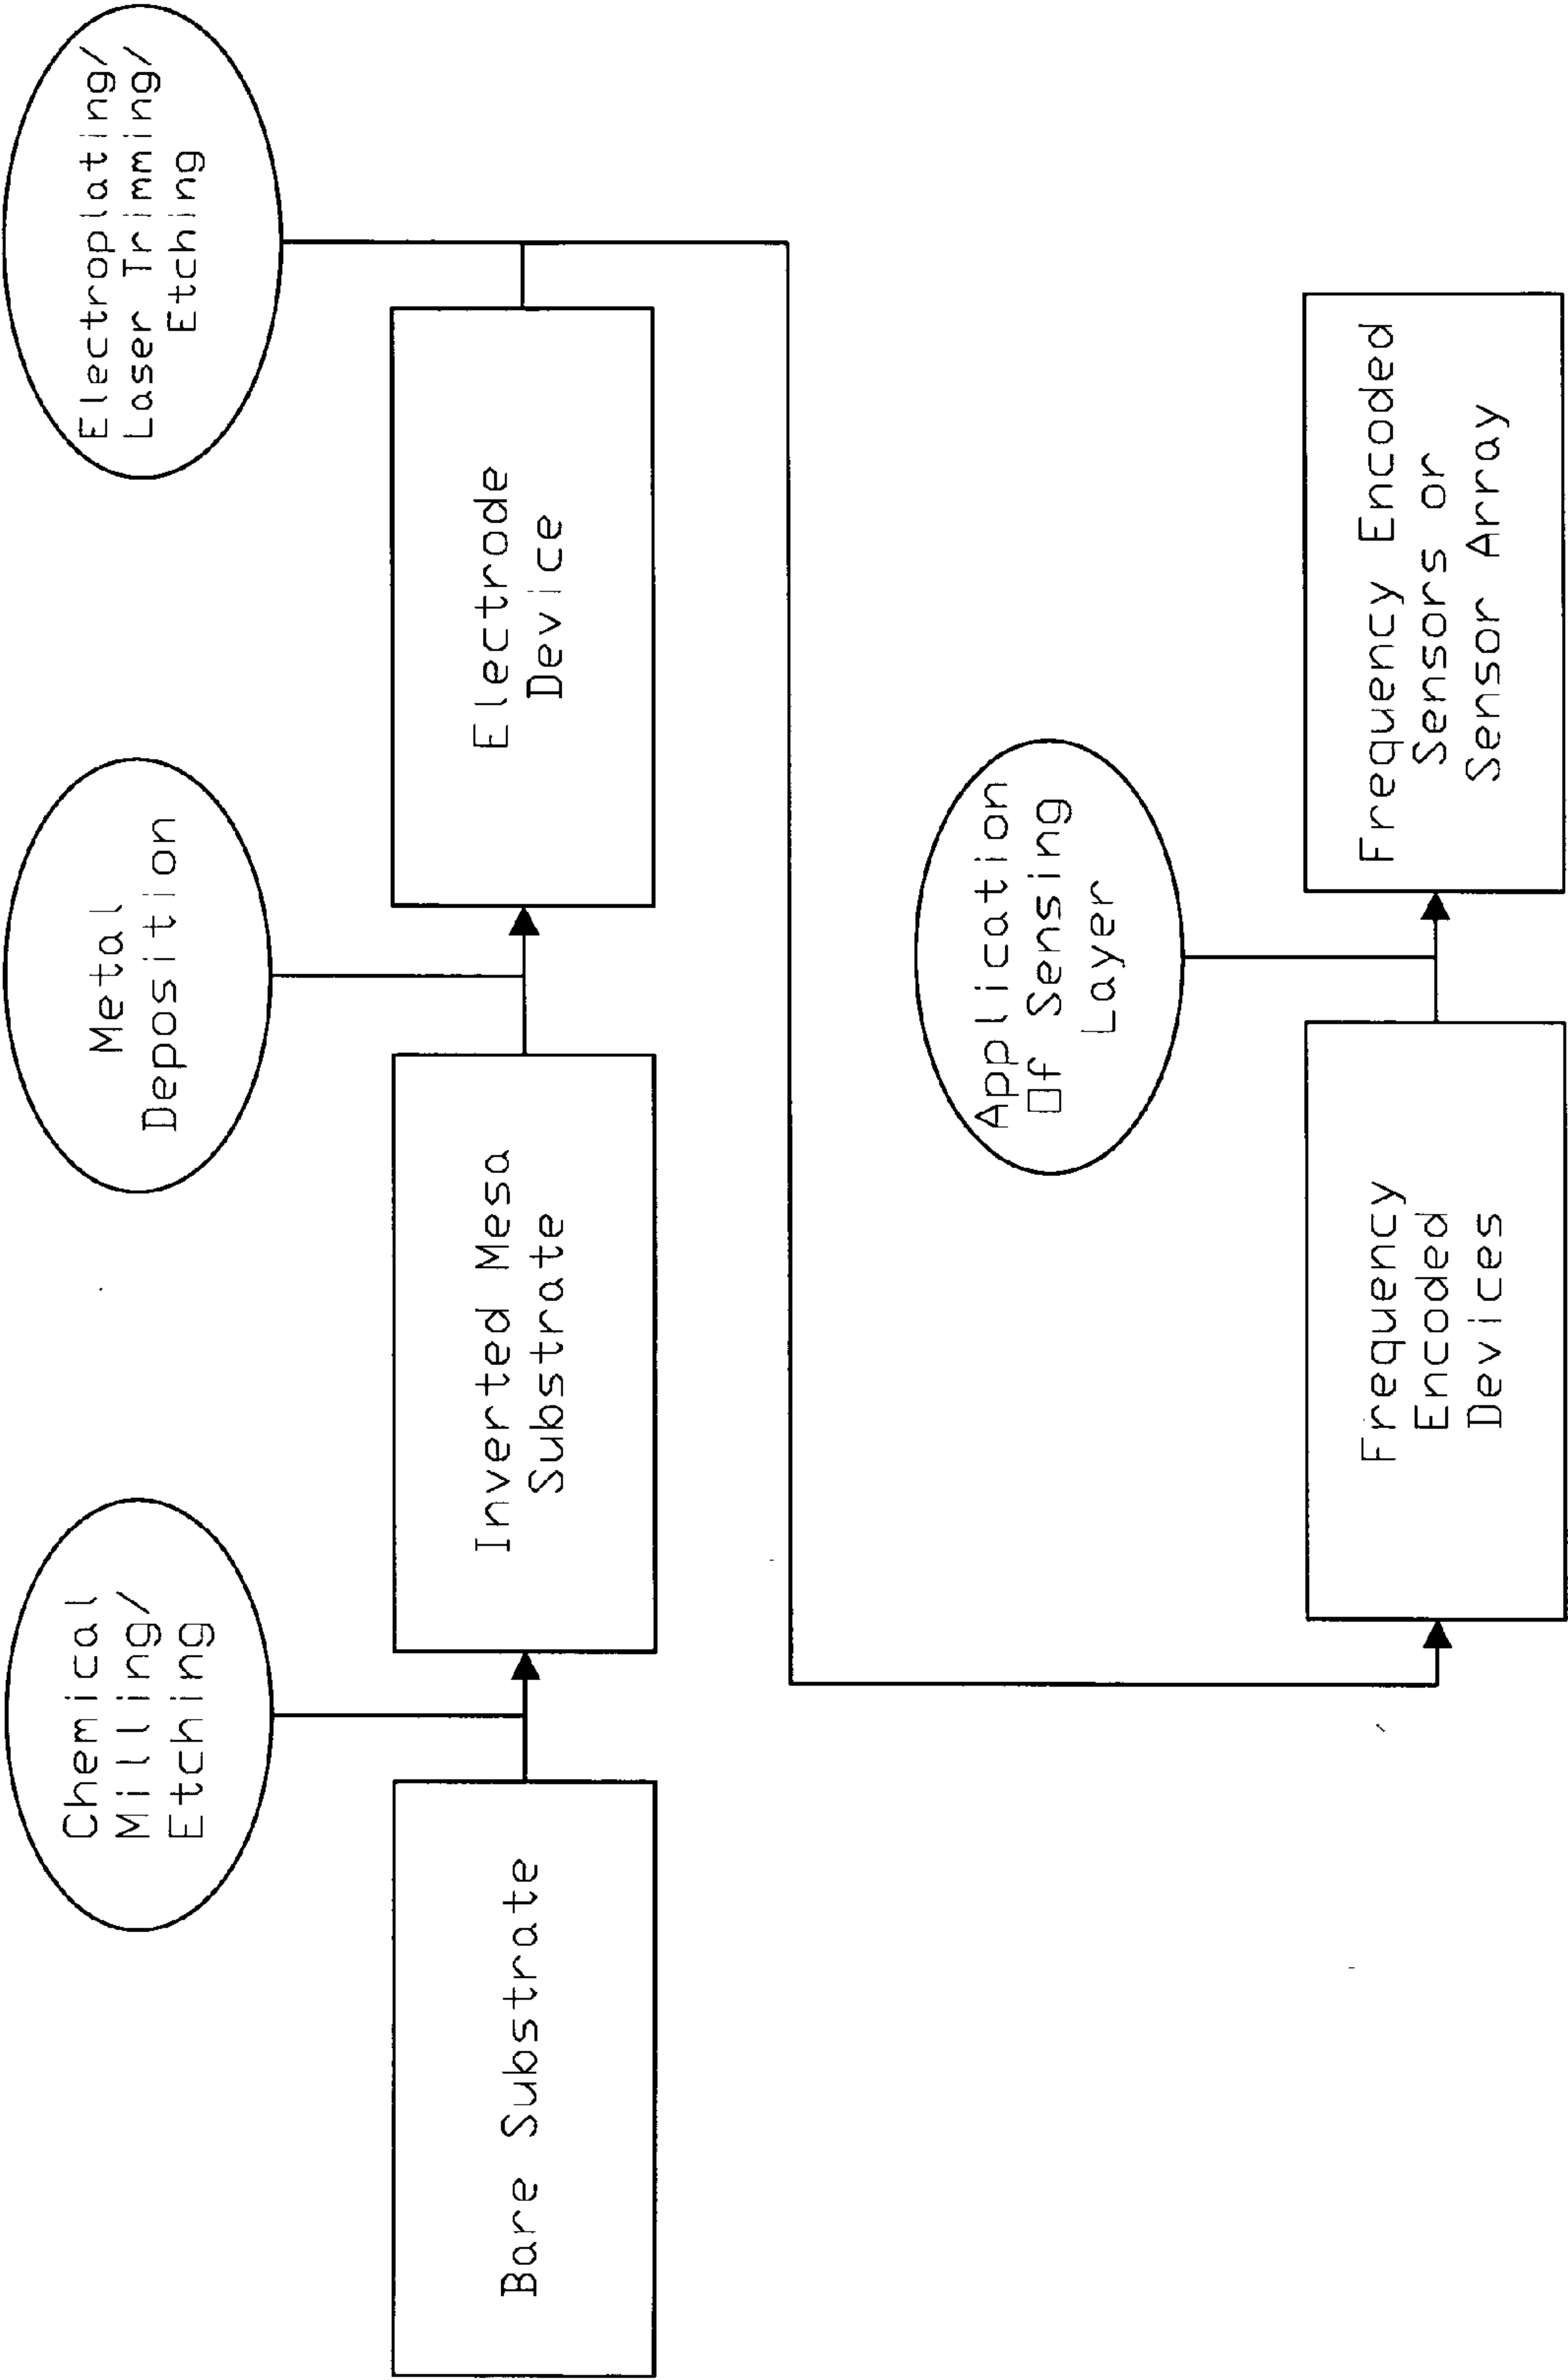 Chemical
Milling/
Etching
Metal
Deposition
Electroplating/
Laser Trimming/
Etching
Bare Substrate
Inverted Mesa
Substrate
Electrode
Device
Application
Of Sensing
Layer
Frequency
Encoded
Devices
Frequency Encoded
Sensors or
Sensor Array